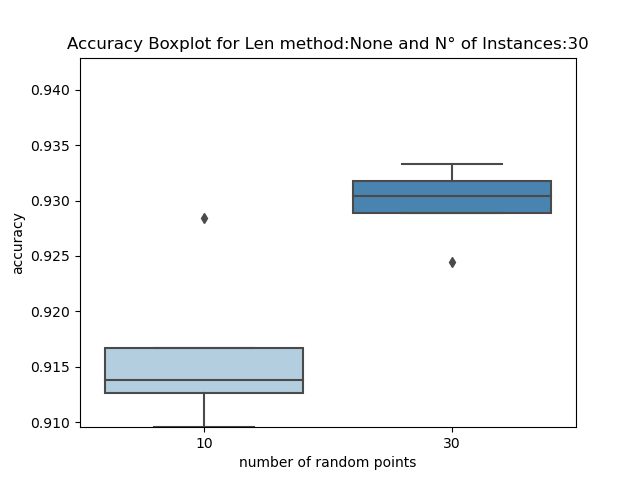 Accuracy Boxplot for Len method:None and N° of Instances:30
0.940
0.935
0.930
0.925
0.920
0.915
0.910
accuracy
10 30
number of random points